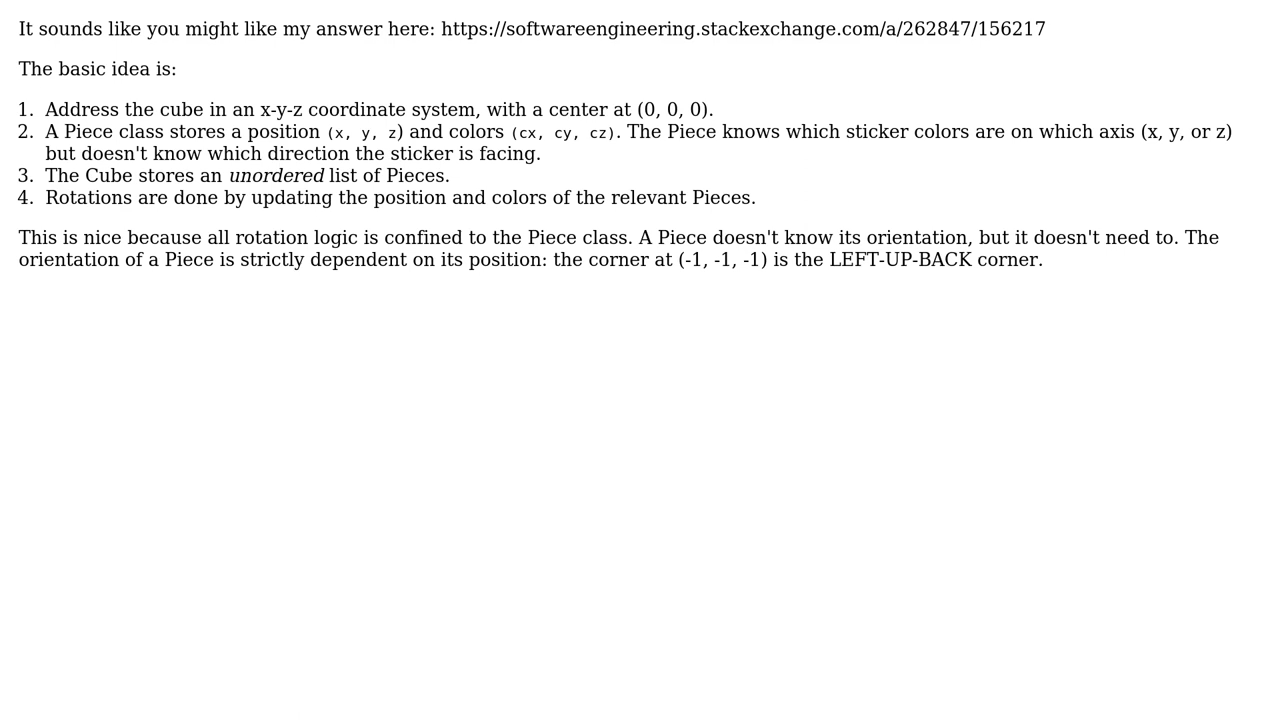 It sounds like you might like my answer here: https://softwareengineering.stackexchange.com/a/262847/156217
The basic idea is:
1. Address the cube in an x-y-z coordinate system, with a center at (0, 0, 0).
2. A Piece class stores a position (x, y, z) and colors (cx, cy, cz). The Piece knows which sticker colors are on which axis (x, y, or z)
but doesn't know which direction the sticker is facing.
3. The Cube stores an unordered list of Pieces.
4. Rotations are done by updating the position and colors of the relevant Pieces.
This is nice because all rotation logic is confined to the Piece class. A Piece doesn't know its orientation, but it doesn't need to. The
orientation of a Piece is strictly dependent on its position: the corner at (-1, -1, -1) is the LEFT-UP-BACK corner.